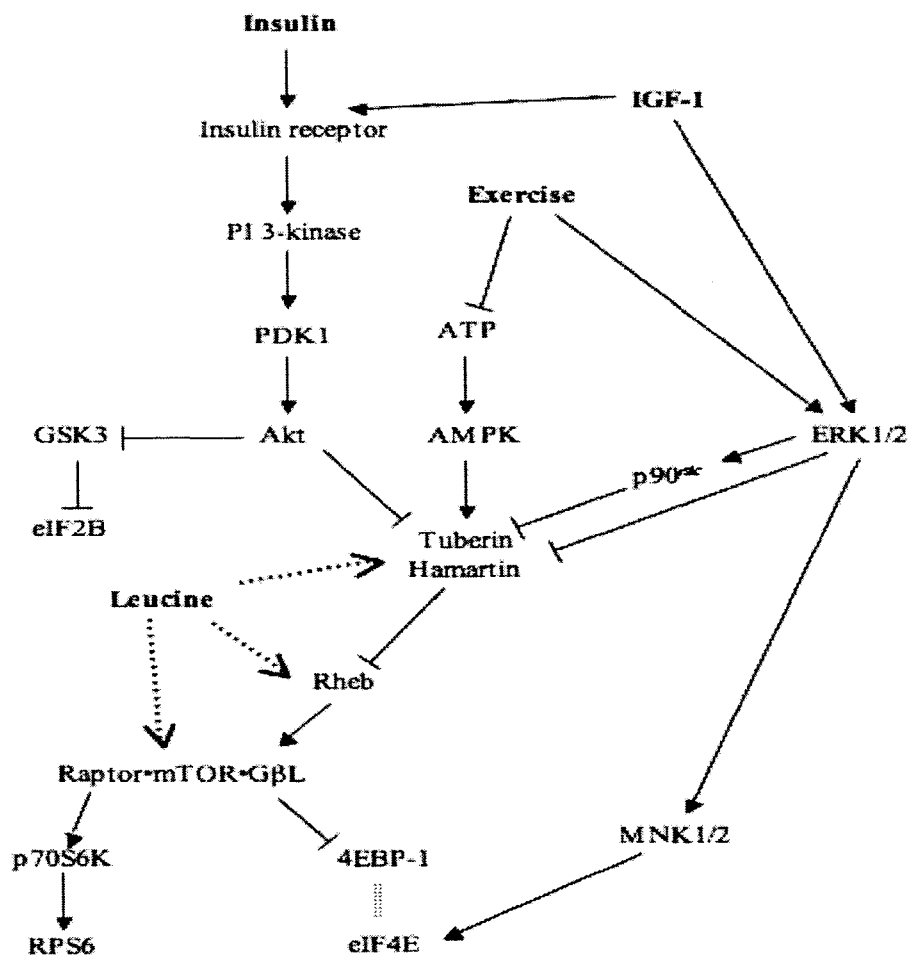 Insulin
IGF-1
Insulin receptor
Exercise
PI 3-kinase
PDK1
ATP
GSK3
Akt
AMPK
ERK1/2
p90rsk
eIF2B
Tuberin
Hamartin
Leucine
Rheb
Raptor•mTOR•GβL
MNK1/2
p70S6K
4EBP-1
RPS6
eIF4E